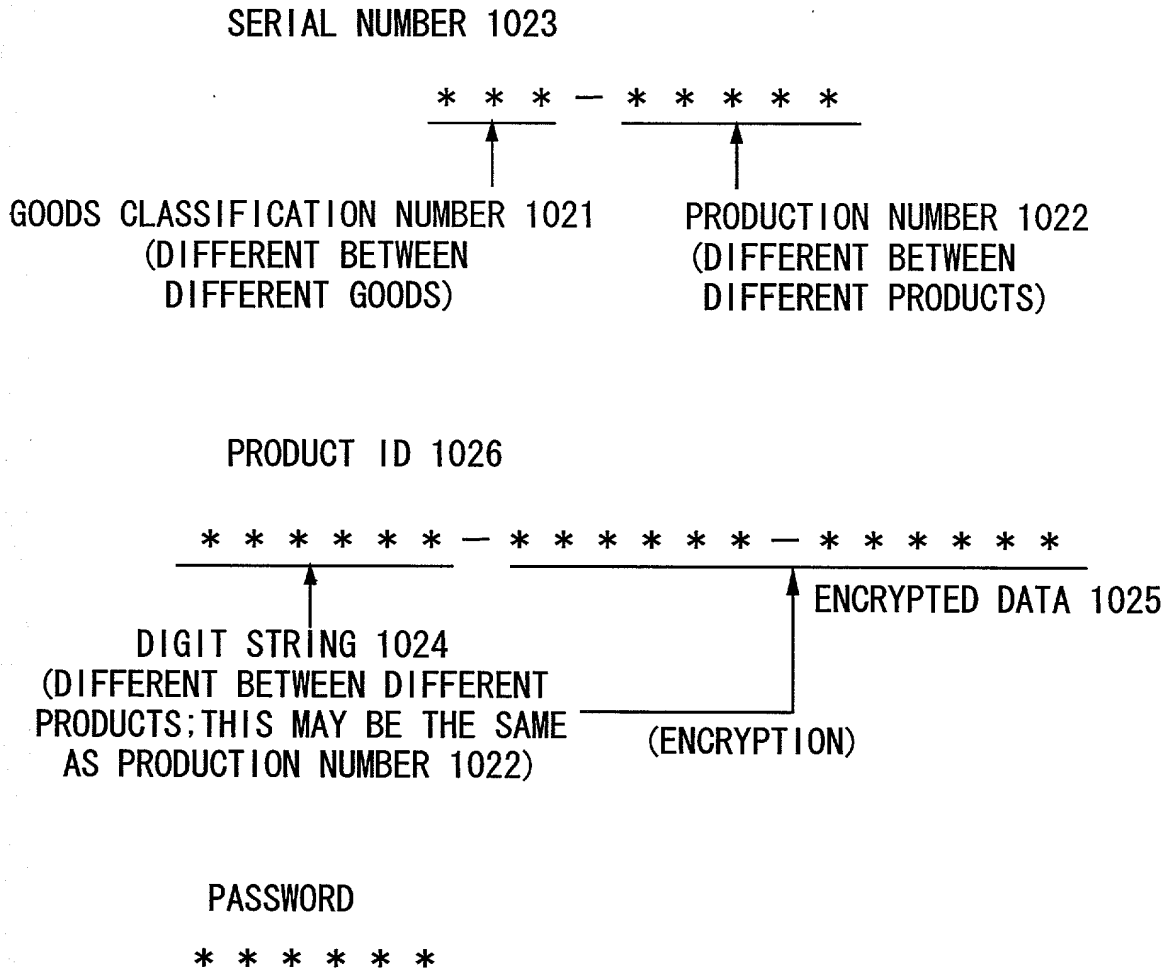 SERIAL NUMBER 1023
* * * — * * * * *
GOODS CLASSIFICATION NUMBER 1021
(DIFFERENT BETWEEN
DIFFERENT GOODS)
PRODUCTION NUMBER 1022
(DIFFERENT BETWEEN
DIFFERENT PRODUCTS)
PRODUCT ID 1026
* * * * * * — * * * * * * — * * * * * *
ENCRYPTED DATA 1025
DIGIT STRING 1024
(DIFFERENT BETWEEN DIFFERENT
PRODUCTS;THIS MAY BE THE SAME
AS PRODUCTION NUMBER 1022)
(ENCRYPTION)
PASSWORD
* * * * * *